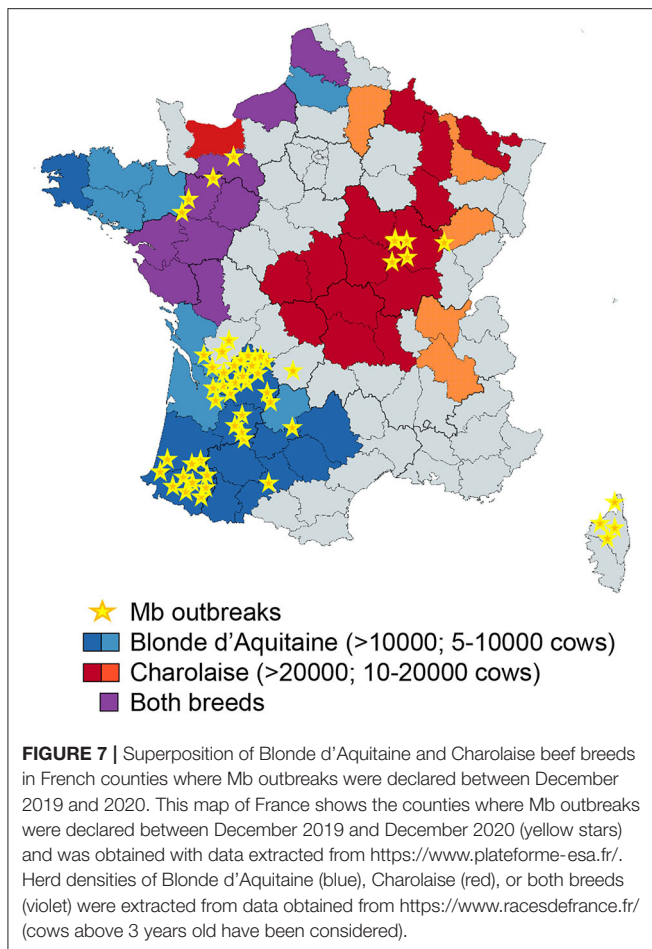 Mb outbreaks
Blonde d'Aquitaine (>10000; 5-10000 cows)
Charolaise (>20000; 10-20000 cows)
Both breeds
FIGURE 7 | Superposition of Blonde d'Aquitaine and Charolaise beef breeds
in French counties where Mb outbreaks were declared between December
2019 and 2020. This map of France shows the counties where Mb outbreaks
were declared between December 2019 and December 2020 (yellow stars)
and was obtained with data extracted from https://www.plateforme-esa.fr/.
Herd densities of Blonde d'Aquitaine (blue), Charolaise (red), or both breeds
(violet) were extracted from data obtained from https://www.racesdefrance.fr/
(cows above 3 years old have been considered).